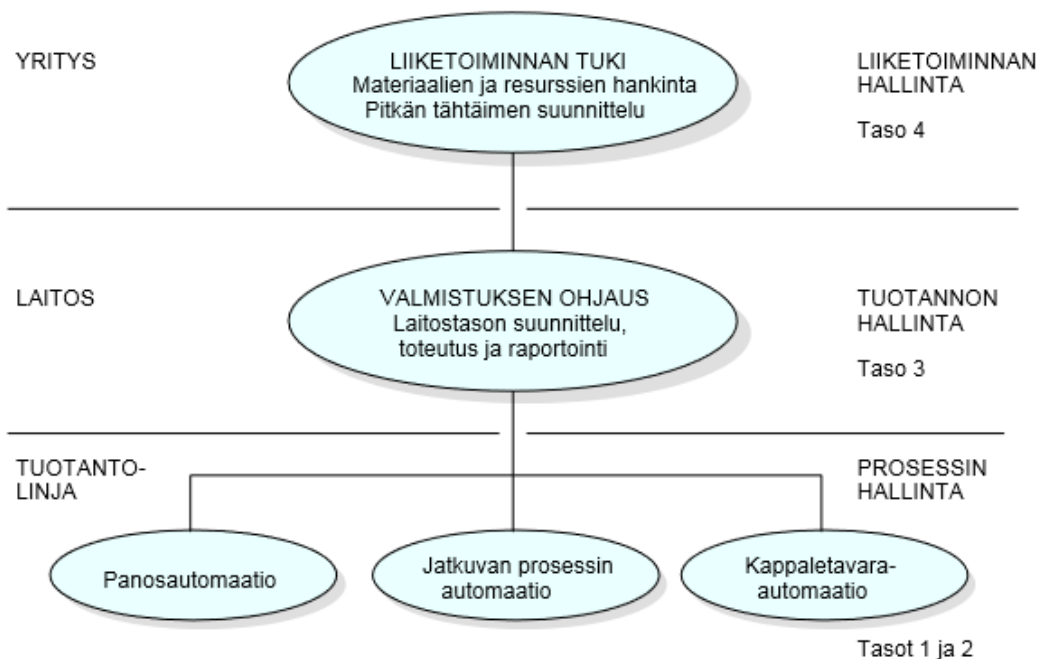 YRITYS
LIIKETOIMINNAN TUKI
Materiaalien ja resurssien hankinta
Pitkän tähtäimen suunnittelu
LIIKETOIMINNAN
HALLINTA
Taso 4
LAITOS
VALMISTUKSEN OHJAUS
Laitostason suunnittelu,
toteutus ja raportointi
TUOTANNON
HALLINTA
Taso 3
TUOTANTO-
LINJA
PROSESSIN
HALLINTA
Panosautomaatio
Jatkuvan prosessin
automaatio
Kappaletavara-
automaatio
Tasot 1 ja 2